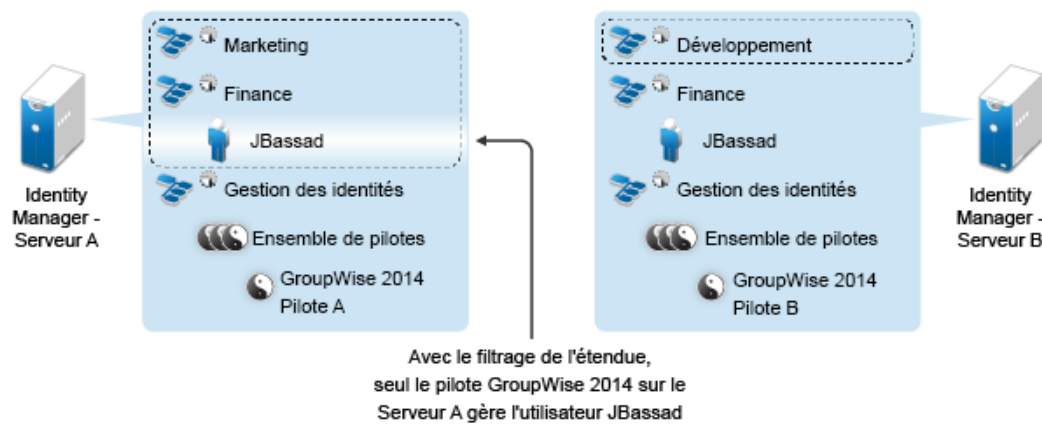 Marketing
Finance
JBassad
Gestion des identités
Ensemble de pilotes
GroupWise 2014
Pilote A
Identity
Manager -
Serveur A
Développement
Finance
JBassad
Gestion des identités
Ensemble de pilotes
GroupWise 2014
Pilote B
Identity
Manager -
Serveur B
Avec le filtrage de l'étendue,
seul le pilote GroupWise 2014 sur le
Serveur A gère l'utilisateur JBassad